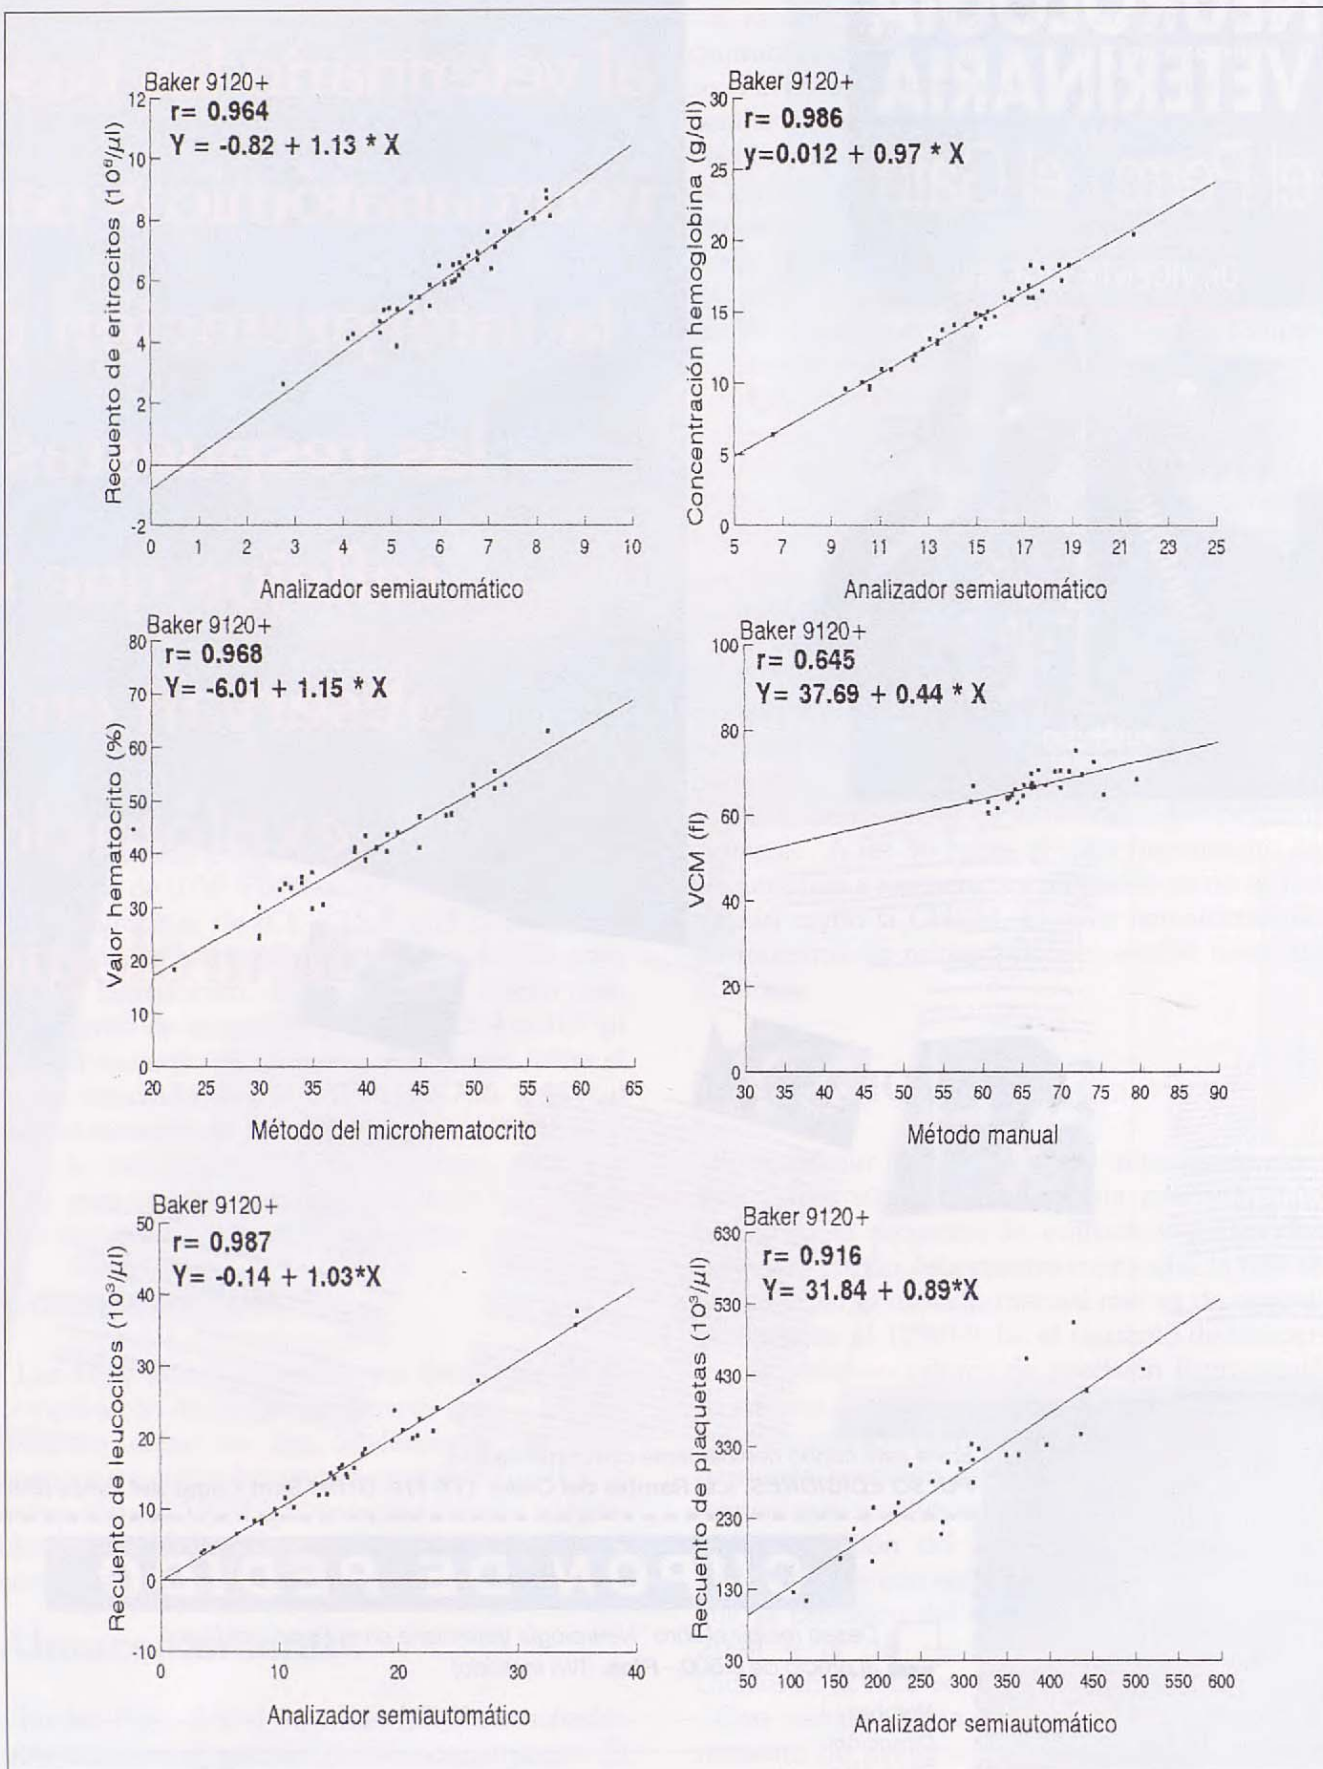 Baker 9120+
r= 0.964
Y = -0.82 + 1.13 * X
Recuento de eritrocitos (10⁶/µl)
12
10
8
6
4
2
0
-2
0 1 2 3 4 5 6 7 8 9 10
Analizador semiautomático
Baker 9120+
r= 0.986
y=0.012 + 0.97 * X
Concentración hemoglobina (g/dl)
30
25
20
15
10
5
0
5 7 9 11 13 15 17 19 21 23 25
Analizador semiautomático
Baker 9120+
r= 0.968
Y= -6.01 + 1.15 * X
Valor hematocrito (%)
80
70
60
50
40
30
20
10
0
20 25 30 35 40 45 50 55 60 65
Método del microhematocrito
Baker 9120+
r= 0.645
Y= 37.69 + 0.44 * X
VCM (fl)
100
80
60
40
20
0
30 35 40 45 50 55 60 65 70 75 80 85 90
Método manual
Baker 9120+
r= 0.987
Y= -0.14 + 1.03*X
Recuento de leucocitos (10³/µl)
50
40
30
20
10
0
-10
0 10 20 30 40
Analizador semiautomático
Baker 9120+
r= 0.916
Y= 31.84 + 0.89*X
Recuento de plaquetas (10³/µl)
630
530
430
330
230
130
30
50 100 150 200 250 300 350 400 450 500 550 600
Analizador semiautomático